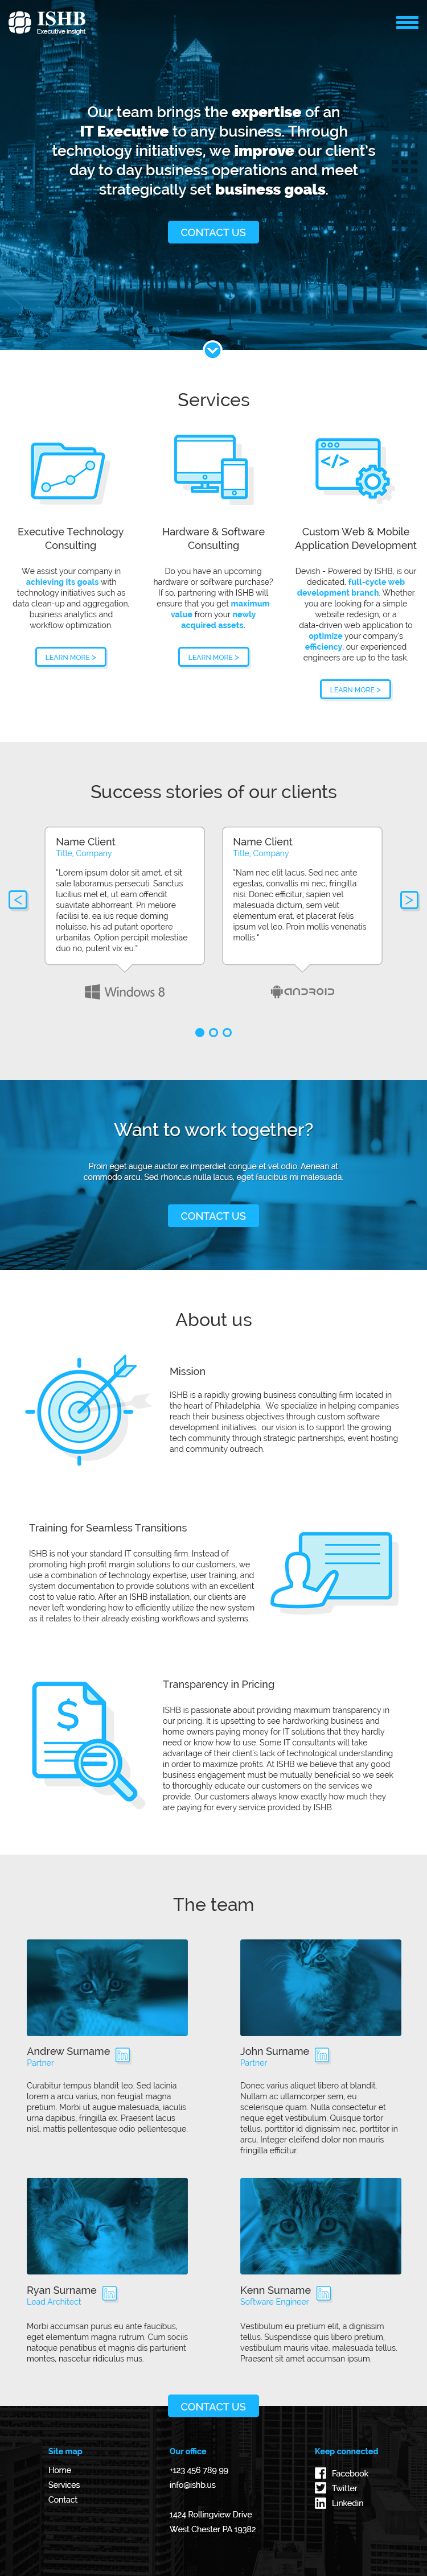 ISHB
Executive insight
Our team brings the expertise of an
IT Executive to any business. Through
technology initiatives, we improve our client's
day to day business operations and meet
strategically set business goals.
CONTACT US
Services
Executive Technology
Consulting
We assist your company in
achieving its goals with
technology initiatives such as
data clean-up and aggregation,
business analytics and
workflow optimization.
LEARN MORE >
Hardware & Software
Consulting
Do you have an upcoming
hardware or software purchase?
If so, partnering with ISHB will
ensure that you get maximum
value from your newly
acquired assets.
LEARN MORE >
</>
Custom Web & Mobile
Application Development
Devish - Powered by ISHB, is our
dedicated, full-cycle web
development branch. Whether
you are looking for a simple
website redesign, or a
data-driven web application to
optimize your company's
efficiency, our experienced
engineers are up to the task.
LEARN MORE >
Success stories of our clients
Name Client
Title, Company
"Lorem ipsum dolor sit amet, et sit
sale laboramus persecuti. Sanctus
lucilius mel et, ut eam offendit
suavitate abhorreant. Pri meliore
facilisi te, ea ius reque doming
noluisse, his ad putant oportere
urbanitas. Option percipit molestiae
duo no, putent vix eu."
Windows 8
Name Client
Title, Company
"Nam nec elit lacus. Sed nec ante
egestas, convallis mi nec, fringilla
nisi. Donec efficitur, sapien vel
malesuada dictum, sem velit
elementum erat, et placerat felis
ipsum vel leo. Proin mollis venenatis
mollis."
android
<
>
Want to work together?
Proin eget augue auctor ex imperdiet congue et vel odio. Aenean at
commodo arcu. Sed rhoncus nulla lacus, eget faucibus mi malesuada.
CONTACT US
About us
Mission
ISHB is a rapidly growing business consulting firm located in
the heart of Philadelphia. We specialize in helping companies
reach their business objectives through custom software
development initiatives. our vision is to support the growing
tech community through strategic partnerships, event hosting
and community outreach.
Training for Seamless Transitions
ISHB is not your standard IT consulting firm. Instead of
promoting high profit margin solutions to our customers, we
use a combination of technology expertise, user training, and
system documentation to provide solutions with an excellent
cost to value ratio. After an ISHB installation, our clients are
never left wondering how to efficiently utilize the new system
as it relates to their already existing workflows and systems.
$
Transparency in Pricing
ISHB is passionate about providing maximum transparency in
our pricing. It is upsetting to see hardworking business and
home owners paying money for IT solutions that they hardly
need or know how to use. Some IT consultants will take
advantage of their client's lack of technological understanding
in order to maximize profits. At ISHB we believe that any good
business engagement must be mutually beneficial so we seek
to thoroughly educate our customers on the services we
provide. Our customers always know exactly how much they
are paying for every service provided by ISHB.
The team
Andrew Surname
in
Partner
Curabitur tempus blandit leo. Sed lacinia
lorem a arcu varius, non feugiat magna
pretium. Morbi ut augue malesuada, iaculis
urna dapibus, fringilla ex. Praesent lacus
nisl, mattis pellentesque odio pellentesque.
John Surname
in
Partner
Donec varius aliquet libero at blandit.
Nullam ac ullamcorper sem, eu
scelerisque quam. Nulla consectetur et
neque eget vestibulum. Quisque tortor
tellus, porttitor id dignissim nec, porttitor in
arcu. Integer eleifend dolor non mauris
fringilla efficitur.
Ryan Surname
in
Lead Architect
Morbi accumsan purus eu ante faucibus,
eget elementum magna rutrum. Cum sociis
natoque penatibus et magnis dis parturient
montes, nascetur ridiculus mus.
Kenn Surname
in
Software Engineer
Vestibulum eu pretium elit, a dignissim
tellus. Suspendisse quis libero pretium,
vestibulum mauris vitae, malesuada tellus.
Praesent sit amet accumsan ipsum.
CONTACT US
Site map
Home
Services
Contact
Our office
+123 456 789 99
info@ishb.us
1424 Rollingview Drive
West Chester PA 19382
Keep connected
Facebook
Twitter
in
Linkedin